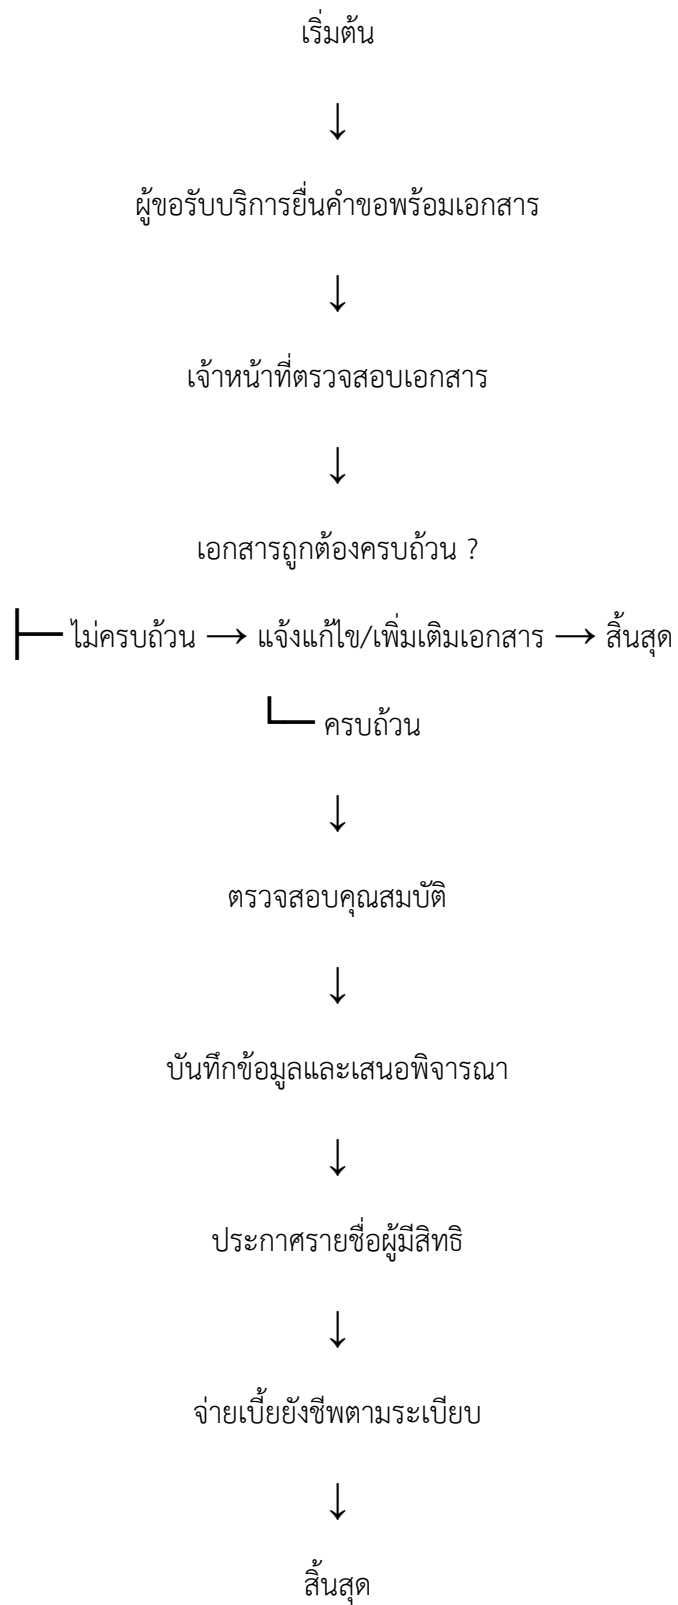 เริ่มต้น
↓
ผู้ขอรับบริการยื่นคำขอพร้อมเอกสาร
↓
เจ้าหน้าที่ตรวจสอบเอกสาร
↓
เอกสารถูกต้องครบถ้วน ?
├── ไม่ครบถ้วน → แจ้งแก้ไข/เพิ่มเติมเอกสาร → สิ้นสุด
└── ครบถ้วน
↓
ตรวจสอบคุณสมบัติ
↓
บันทึกข้อมูลและเสนอพิจารณา
↓
ประกาศรายชื่อผู้มีสิทธิ
↓
จ่ายเบี้ยยังชีพตามระเบียบ
↓
สิ้นสุด